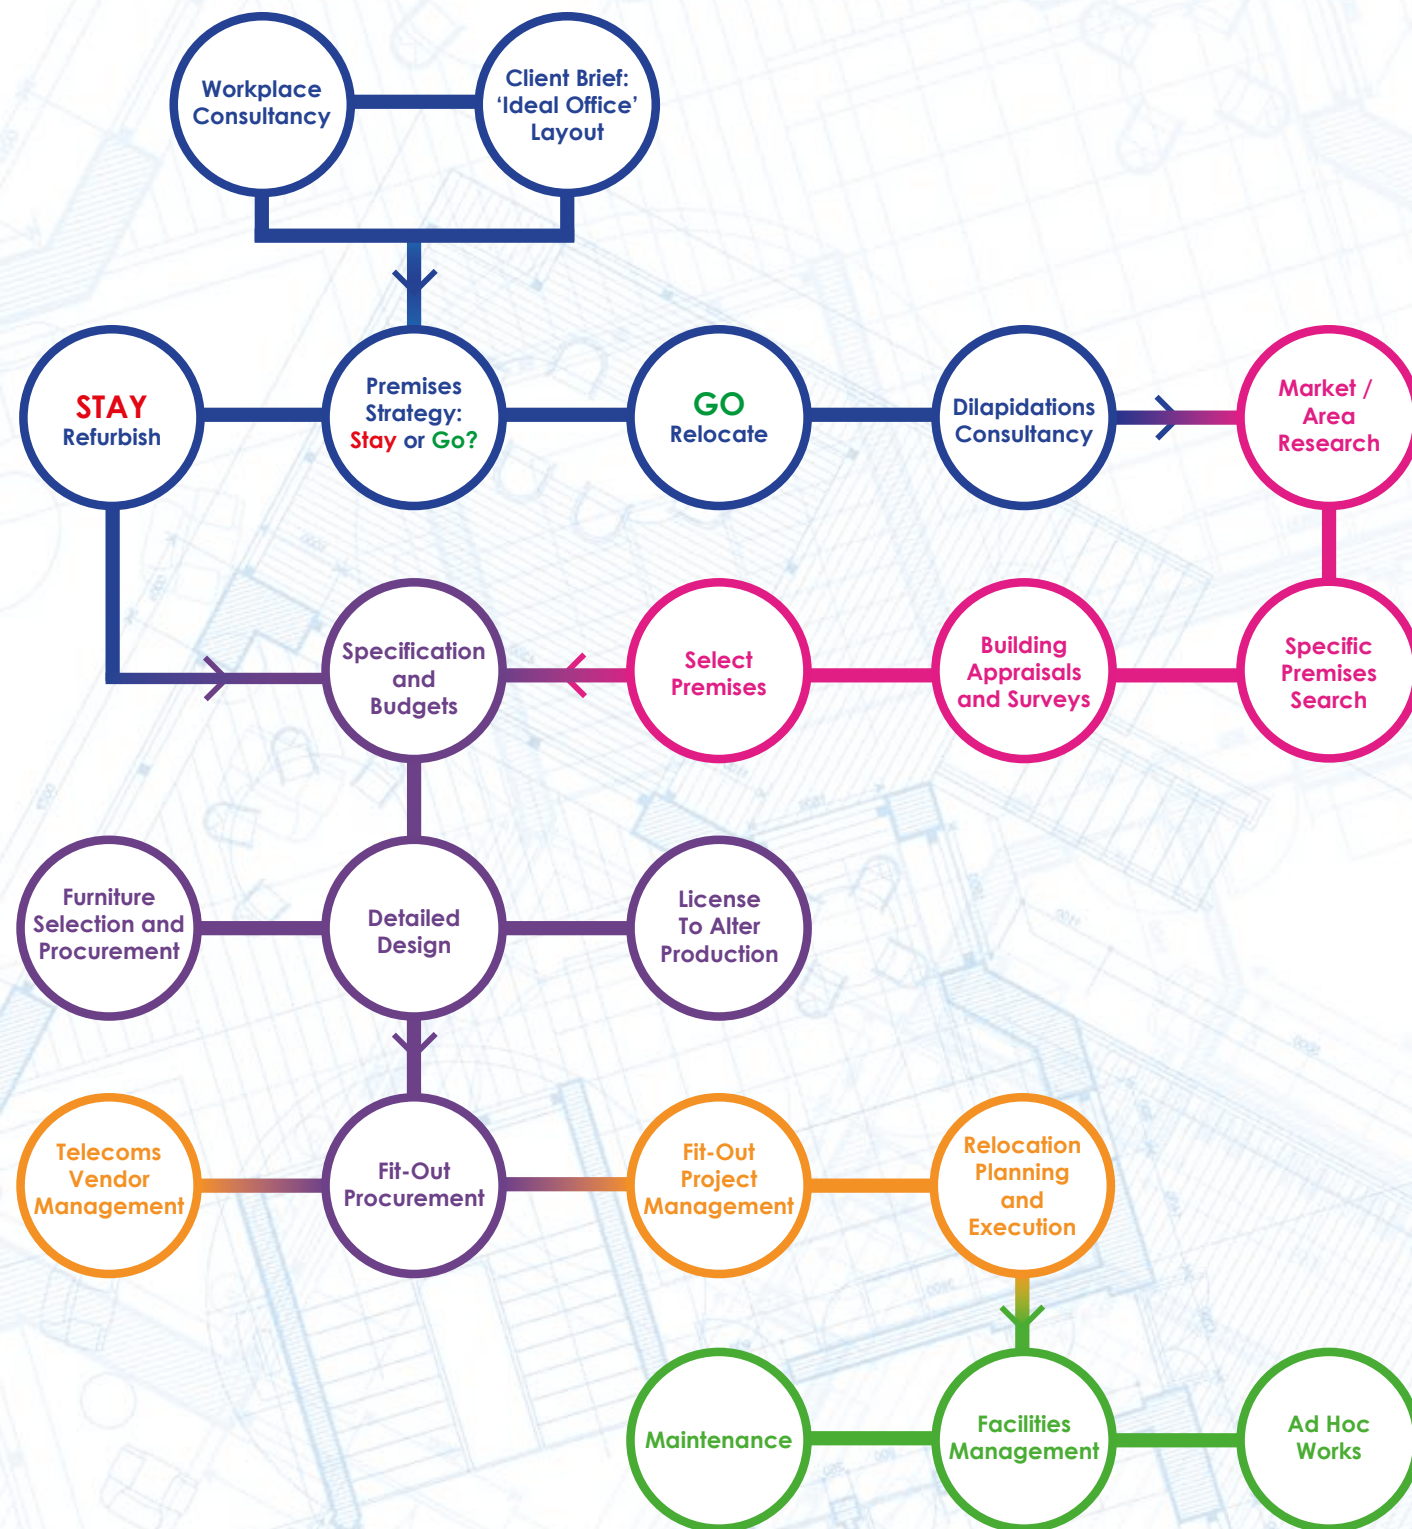 Workplace
Consultancy
Client Brief:
‘Ideal Office’
Layout
STAY
Refurbish
Premises
Strategy:
Stay or Go?
GO
Relocate
Dilapidations
Consultancy
Market /
Area
Research
Specification
and
Budgets
Select
Premises
Building
Appraisals
and Surveys
Specific
Premises
Search
Furniture
Selection and
Procurement
Detailed
Design
License
To Alter
Production
Telecoms
Vendor
Management
Fit-Out
Procurement
Fit-Out
Project
Management
Relocation
Planning
and
Execution
Maintenance
Facilities
Management
Ad Hoc
Works